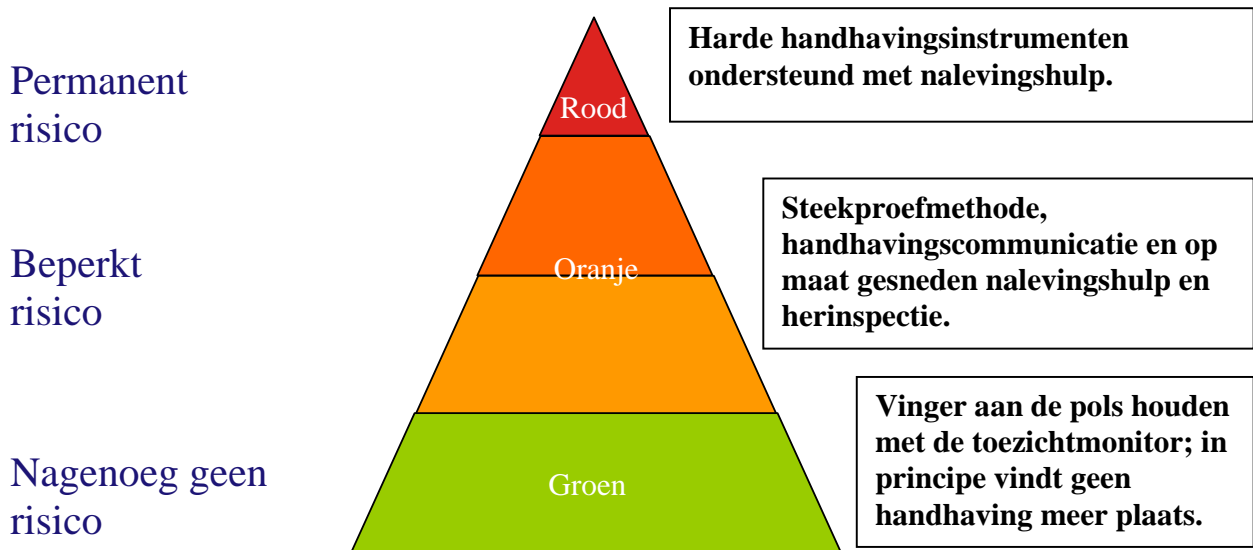 Permanent
risico
Rood
Harde handhavingsinstrumenten
ondersteund met nalevingshulp.
Beperkt
risico
Oranje
Steekproefmethode,
handhavingscommunicatie en op
maat gesneden nalevingshulp en
herinspectie.
Nagenoeg geen
risico
Groen
Vinger aan de pols houden
met de toezichtmonitor; in
principe vindt geen
handhaving meer plaats.